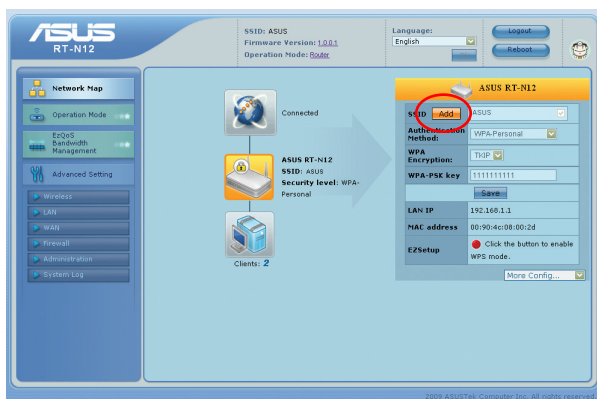 ASUS
RT-N12
SSID: ASUS
Firmware Version: 1.0.0.1
Operation Mode: Router
Language:
English
Logout
Reboot
Network Map
Operation Mode
EzQoS
Bandwidth
Management
Advanced Setting
Wireless
LAN
WAN
Firewall
Administration
System Log
Connected
ASUS RT-N12
SSID: ASUS
Security level: WPA-
Personal
Clients: 2
ASUS RT-N12
SSID Add ASUS
Authentication
Method: WPA-Personal
WPA
Encryption: TKIP
WPA-PSK key 1111111111
Save
LAN IP 192.168.1.1
MAC address 00:90:4c:08:00:2d
EZSetup Click the button to enable
WPS mode.
More Config...
2009 ASUSTek Computer Inc. All rights reserved.